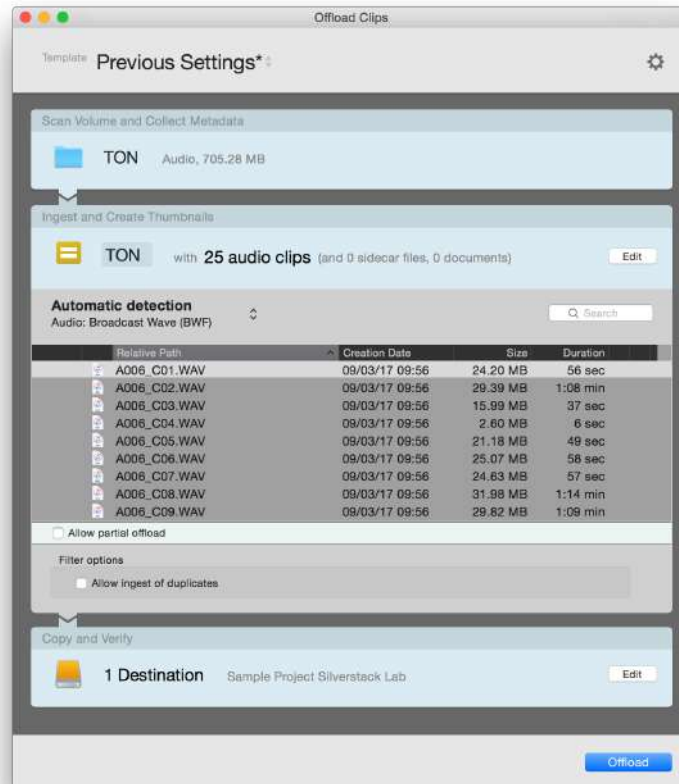 Offload Clips
Template Previous Settings*
Scan Volume and Collect Metadata
TON Audio, 705.28 MB
Ingest and Create Thumbnails
TON with 25 audio clips (and 0 sidecar files, 0 documents) Edit
Automatic detection
Audio: Broadcast Wave (BWF)
Search
Relative Path Creation Date Size Duration
A006_C01.WAV 09/03/17 09:56 24.20 MB 56 sec
A006_C02.WAV 09/03/17 09:56 29.39 MB 1:08 min
A006_C03.WAV 09/03/17 09:56 15.99 MB 37 sec
A006_C04.WAV 09/03/17 09:56 2.60 MB 6 sec
A006_C05.WAV 09/03/17 09:56 21.18 MB 49 sec
A006_C06.WAV 09/03/17 09:56 25.07 MB 58 sec
A006_C07.WAV 09/03/17 09:56 24.63 MB 57 sec
A006_C08.WAV 09/03/17 09:56 31.98 MB 1:14 min
A006_C09.WAV 09/03/17 09:56 29.82 MB 1:09 min
Allow partial offload
Filter options
Allow ingest of duplicates
Copy and Verify
1 Destination Sample Project Silverstack Lab Edit
Offload